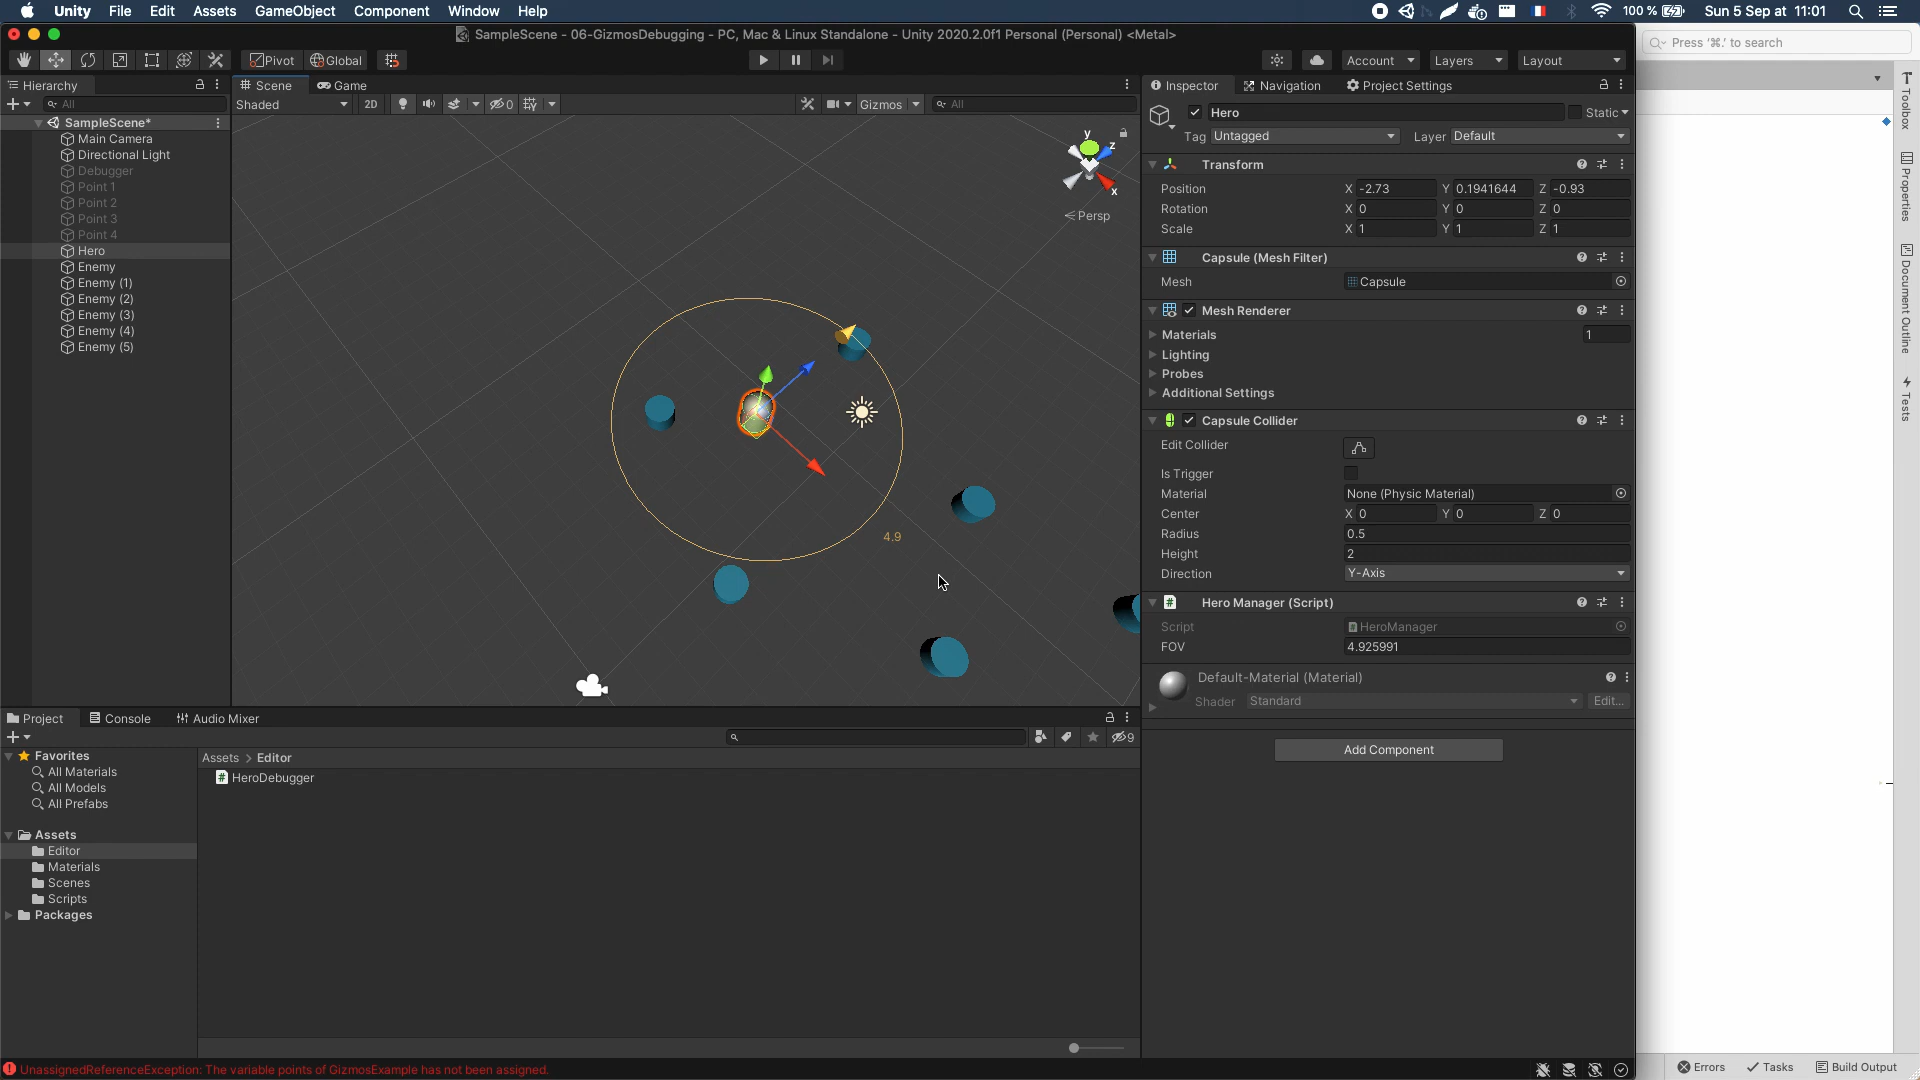 Unity File Edit Assets GameObject Component Window Help 100 % Sun 5 Sep at 11:01
SampleScene - 06-GizmosDebugging - PC, Mac & Linux Standalone - Unity 2020.2.0f1 Personal (Personal) <Metal>
Press '⌘.' to search
Pivot Global Account Layers Layout
Hierarchy Scene Game Inspector Navigation Project Settings
All Shaded 2D 0 Gizmos All
SampleScene*
Main Camera
Directional Light
Debugger
Point 1
Point 2
Point 3
Point 4
Hero
Enemy
Enemy (1)
Enemy (2)
Enemy (3)
Enemy (4)
Enemy (5)
y
z
x
Persp
4.9
Hero Static
Tag Untagged Layer Default
Transform
Position X -2.73 Y 0.1941644 Z -0.93
Rotation X 0 Y 0 Z 0
Scale X 1 Y 1 Z 1
Capsule (Mesh Filter)
Mesh Capsule
Mesh Renderer
Materials 1
Lighting
Probes
Additional Settings
Capsule Collider
Edit Collider
Is Trigger
Material None (Physic Material)
Center X 0 Y 0 Z 0
Radius 0.5
Height 2
Direction Y-Axis
Hero Manager (Script)
Script HeroManager
FOV 4.925991
Default-Material (Material)
Shader Standard Edit...
Add Component
Toolbox
Properties
Document Outline
Tests
Project Console Audio Mixer
9
Favorites
All Materials
All Models
All Prefabs
Assets
Editor
Materials
Scenes
Scripts
Packages
Assets > Editor
HeroDebugger
UnassignedReferenceException: The variable points of GizmosExample has not been assigned.
Errors Tasks Build Output